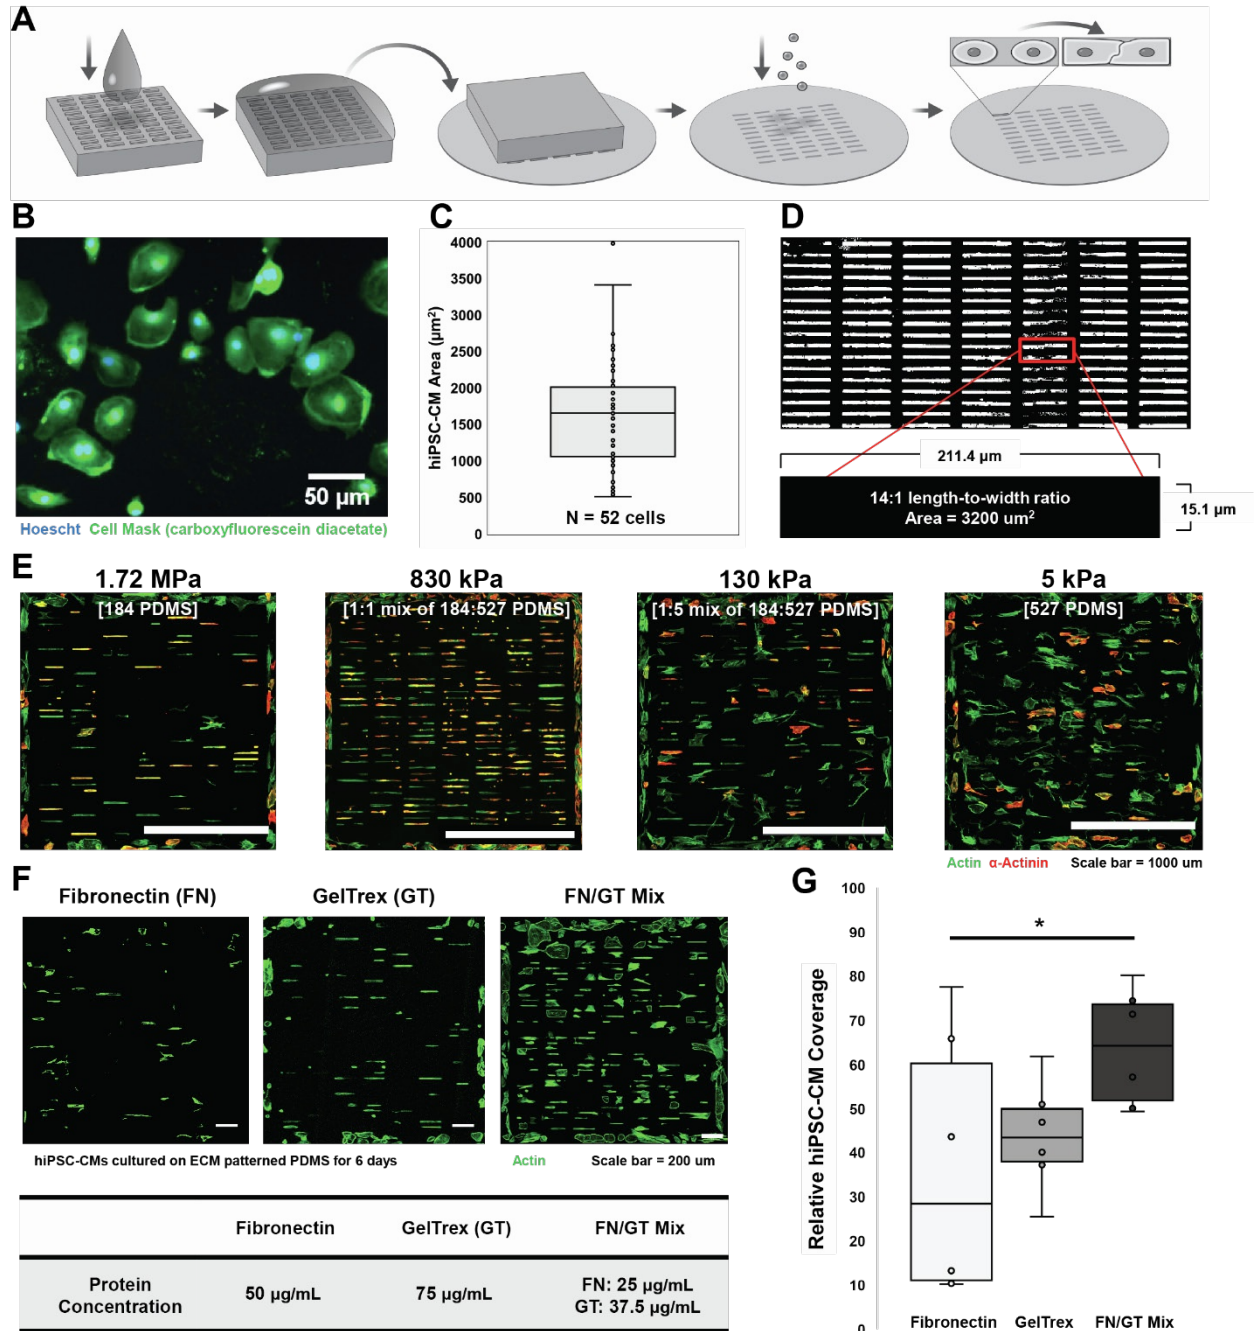 A
B
50 µm
Hoescht Cell Mask (carboxyfluorescein diacetate)
C
hiPSC-CM Area (µm²)
4000
3500
3000
2500
2000
1500
1000
500
0
N = 52 cells
D
211.4 µm
14:1 length-to-width ratio
Area = 3200 um²
15.1 µm
E
1.72 MPa
[184 PDMS]
830 kPa
[1:1 mix of 184:527 PDMS]
130 kPa
[1:5 mix of 184:527 PDMS]
5 kPa
[527 PDMS]
Actin α-Actinin Scale bar = 1000 um
F
Fibronectin (FN) GelTrex (GT) FN/GT Mix
hiPSC-CMs cultured on ECM patterned PDMS for 6 days Actin Scale bar = 200 um
Fibronectin GelTrex (GT) FN/GT Mix
Protein
Concentration
50 µg/mL
75 µg/mL
FN: 25 µg/mL
GT: 37.5 µg/mL
G
Relative hiPSC-CM Coverage
100
90
80
70
60
50
40
30
20
10
0
*
Fibronectin GelTrex FN/GT Mix